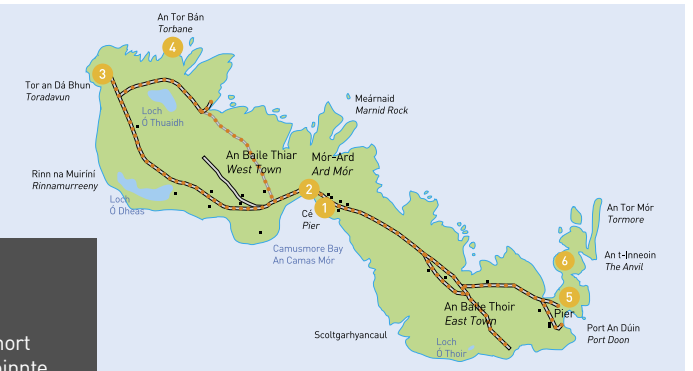 An Tor Bán
Torbane
4
3
Tor an Dá Bhun
Toradavun
Loch
Ó Thuaidh
Meárnaid
Marnid Rock
An Baile Thiar
West Town
Mór-Ard
Ard Mór
Rinn na Muiríní
Rinnamurreeny
Loch
Ó Dheas
2
1
Cé
Pier
Camusmore Bay
An Camas Mór
An Tor Mór
Tormore
An t-Inneoin
The Anvil
6
5
Pier
An Baile Thoir
East Town
Port An Dúin
Port Doon
Scoltgarhyancaul
Loch
Ó Thoir